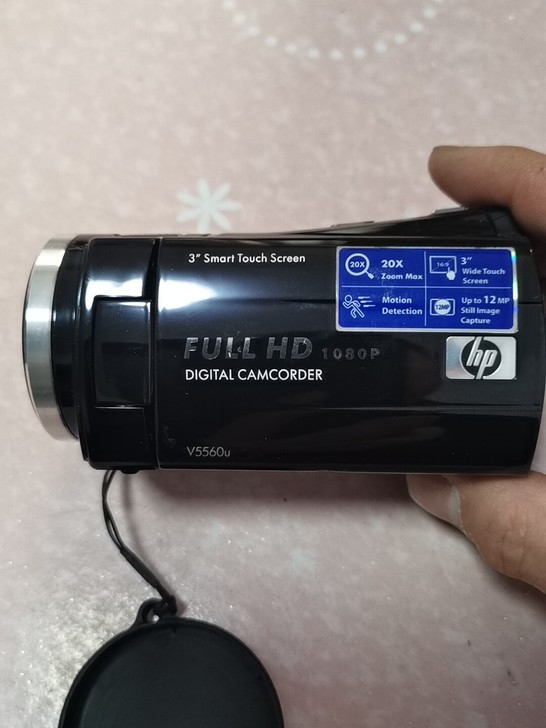 3" Smart Touch Screen
20X
20X
Zoom Max
16:9
3"
Wide Touch
Screen
Motion
Detection
12MP
Up to 12 MP
Still Image
Capture
FULL HD 1080P
DIGITAL CAMCORDER
hp
V5560u